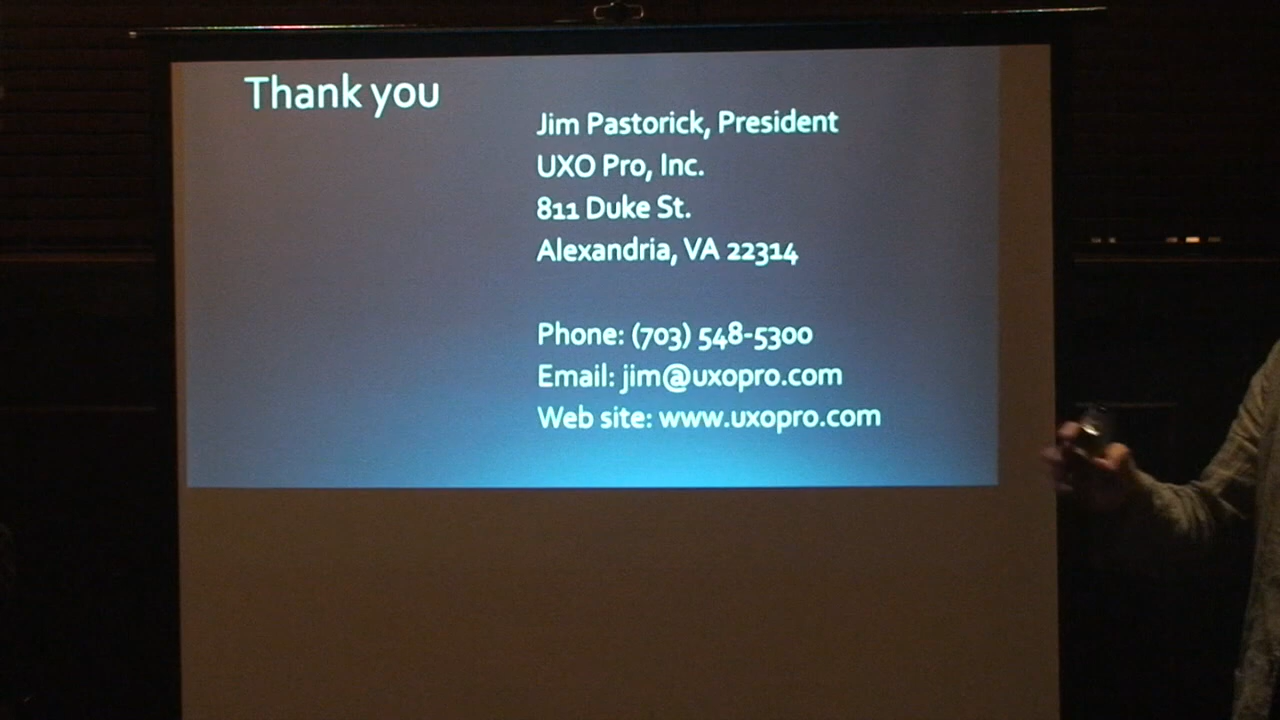 Thank you
Jim Pastorick, President
UXO Pro, Inc.
811 Duke St.
Alexandria, VA 22314
Phone: (703) 548-5300
Email: jim@uxopro.com
Web site: www.uxopro.com